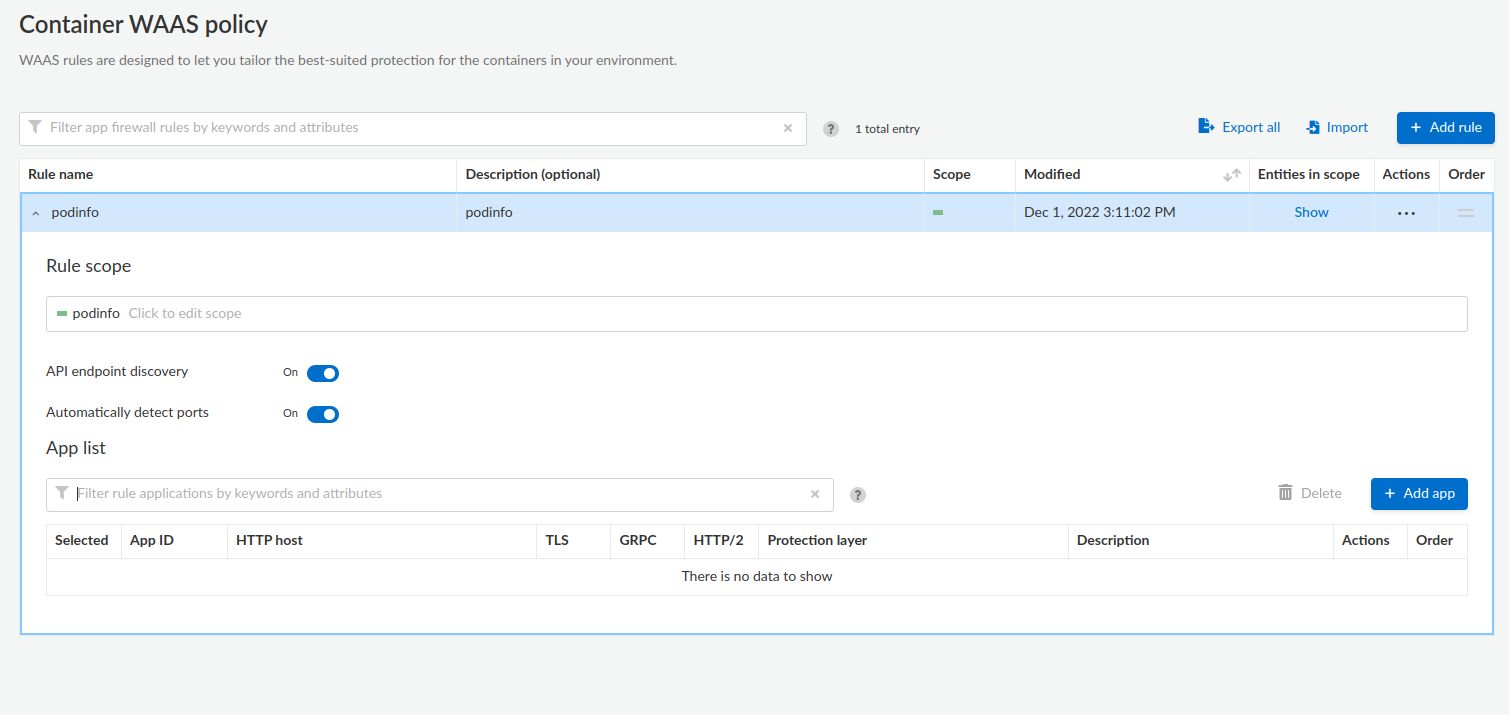 Container WAAS policy
WAAS rules are designed to let you tailor the best-suited protection for the containers in your environment.
Filter app firewall rules by keywords and attributes × ? 1 total entry Export all Import + Add rule
Rule name Description (optional) Scope Modified Entities in scope Actions Order
podinfo podinfo Dec 1, 2022 3:11:02 PM Show ...
Rule scope
podinfo Click to edit scope
API endpoint discovery On
Automatically detect ports On
App list
Filter rule applications by keywords and attributes × ? Delete + Add app
Selected App ID HTTP host TLS GRPC HTTP/2 Protection layer Description Actions Order
There is no data to show